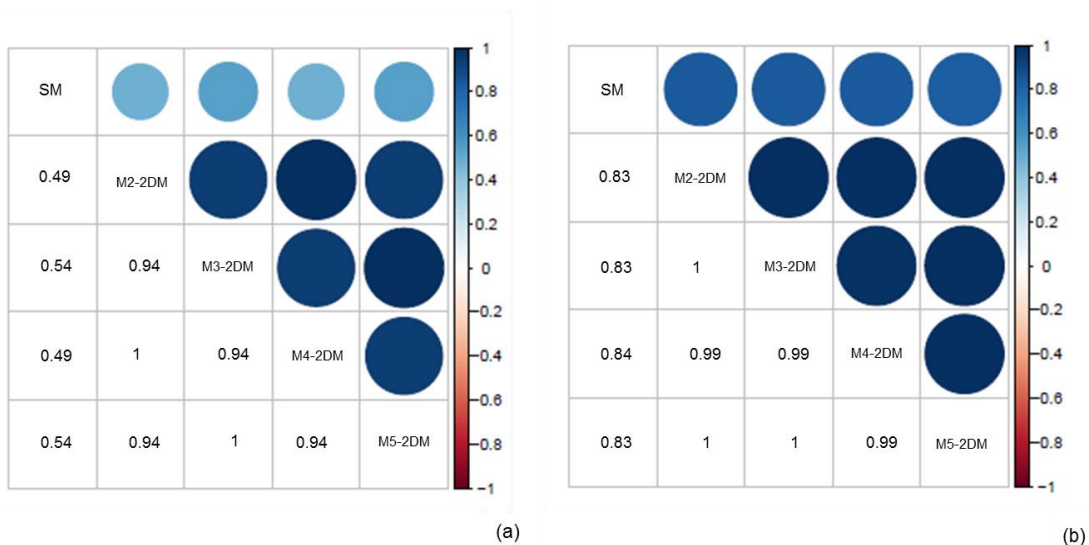 SM
0.49 M2-2DM
0.54 0.94 M3-2DM
0.49 1 0.94 M4-2DM
0.54 0.94 1 0.94 M5-2DM
1
0.8
0.6
0.4
0.2
0
−0.2
−0.4
−0.6
−0.8
−1
(a)
SM
0.83 M2-2DM
0.83 1 M3-2DM
0.84 0.99 0.99 M4-2DM
0.83 1 1 0.99 M5-2DM
1
0.8
0.6
0.4
0.2
0
−0.2
−0.4
−0.6
−0.8
−1
(b)